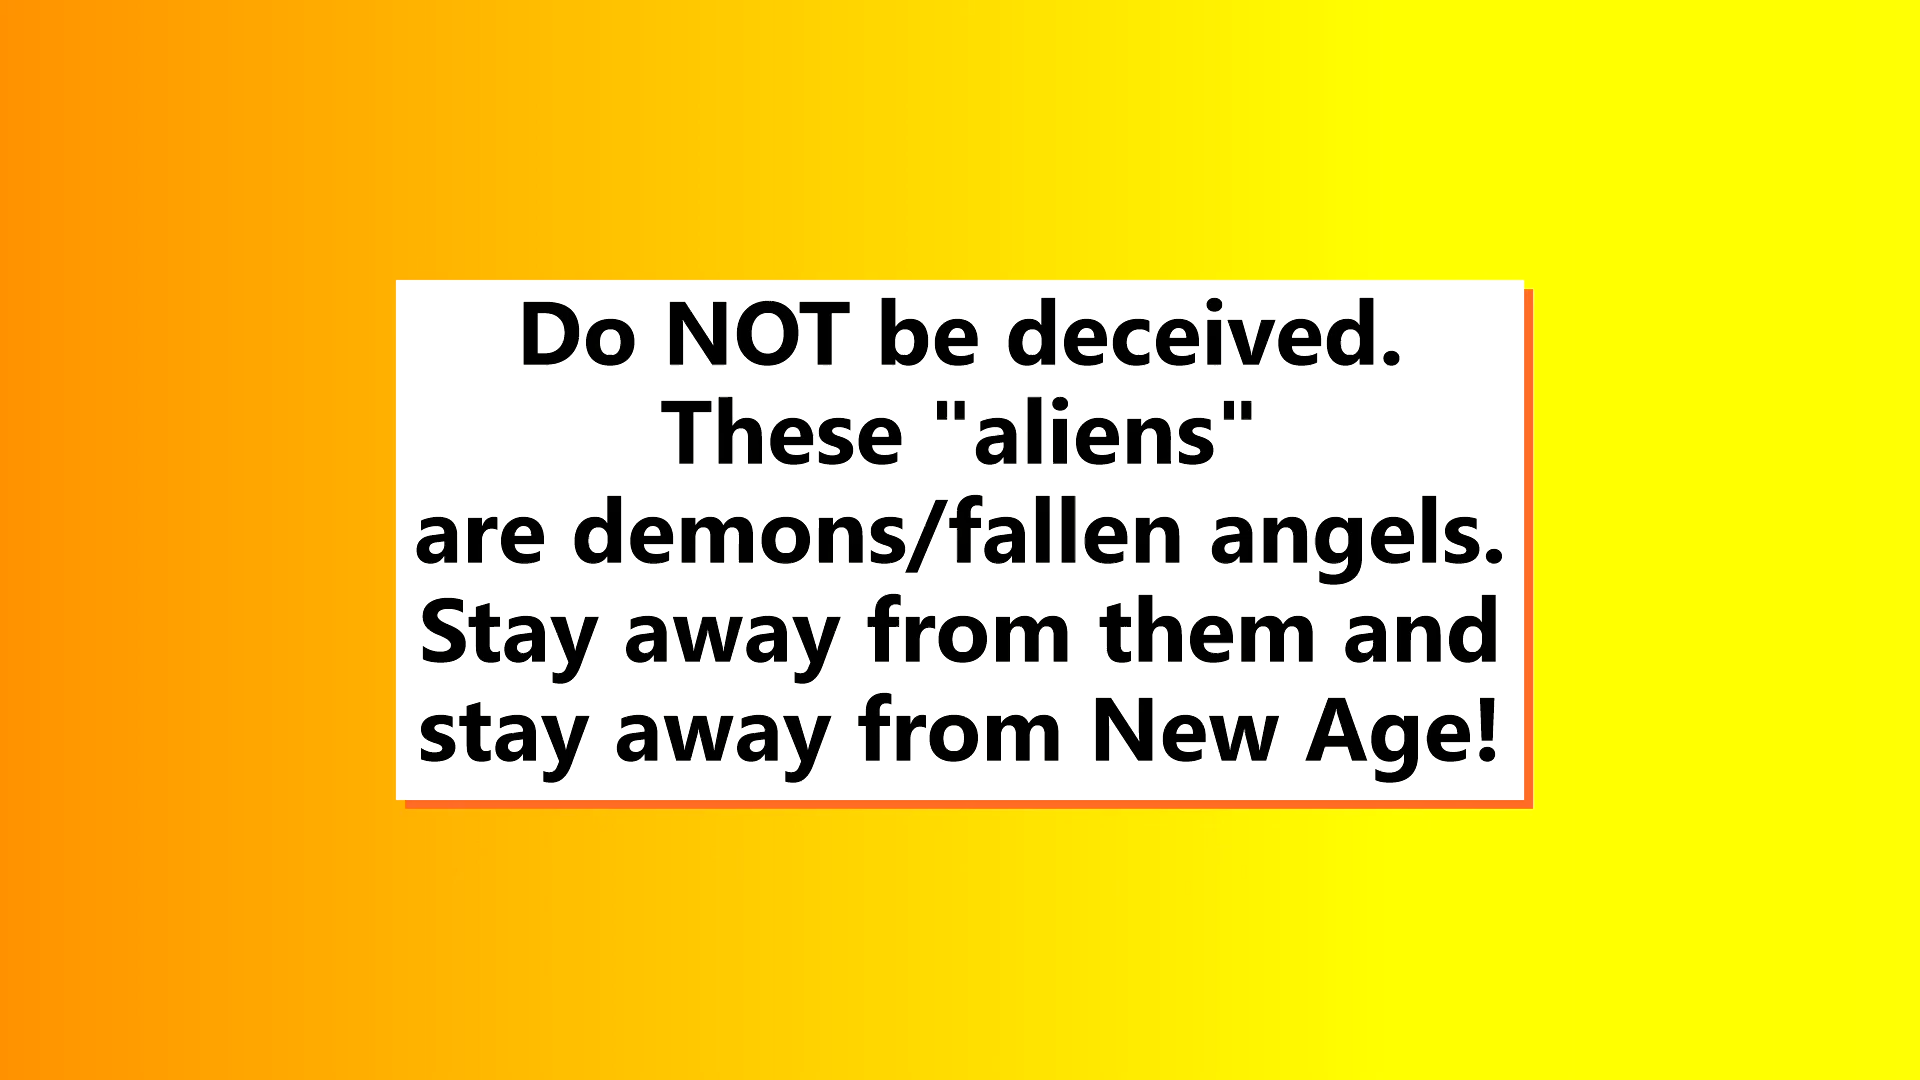 Do NOT be deceived.
These "aliens"
are demons/fallen angels.
Stay away from them and
stay away from New Age!